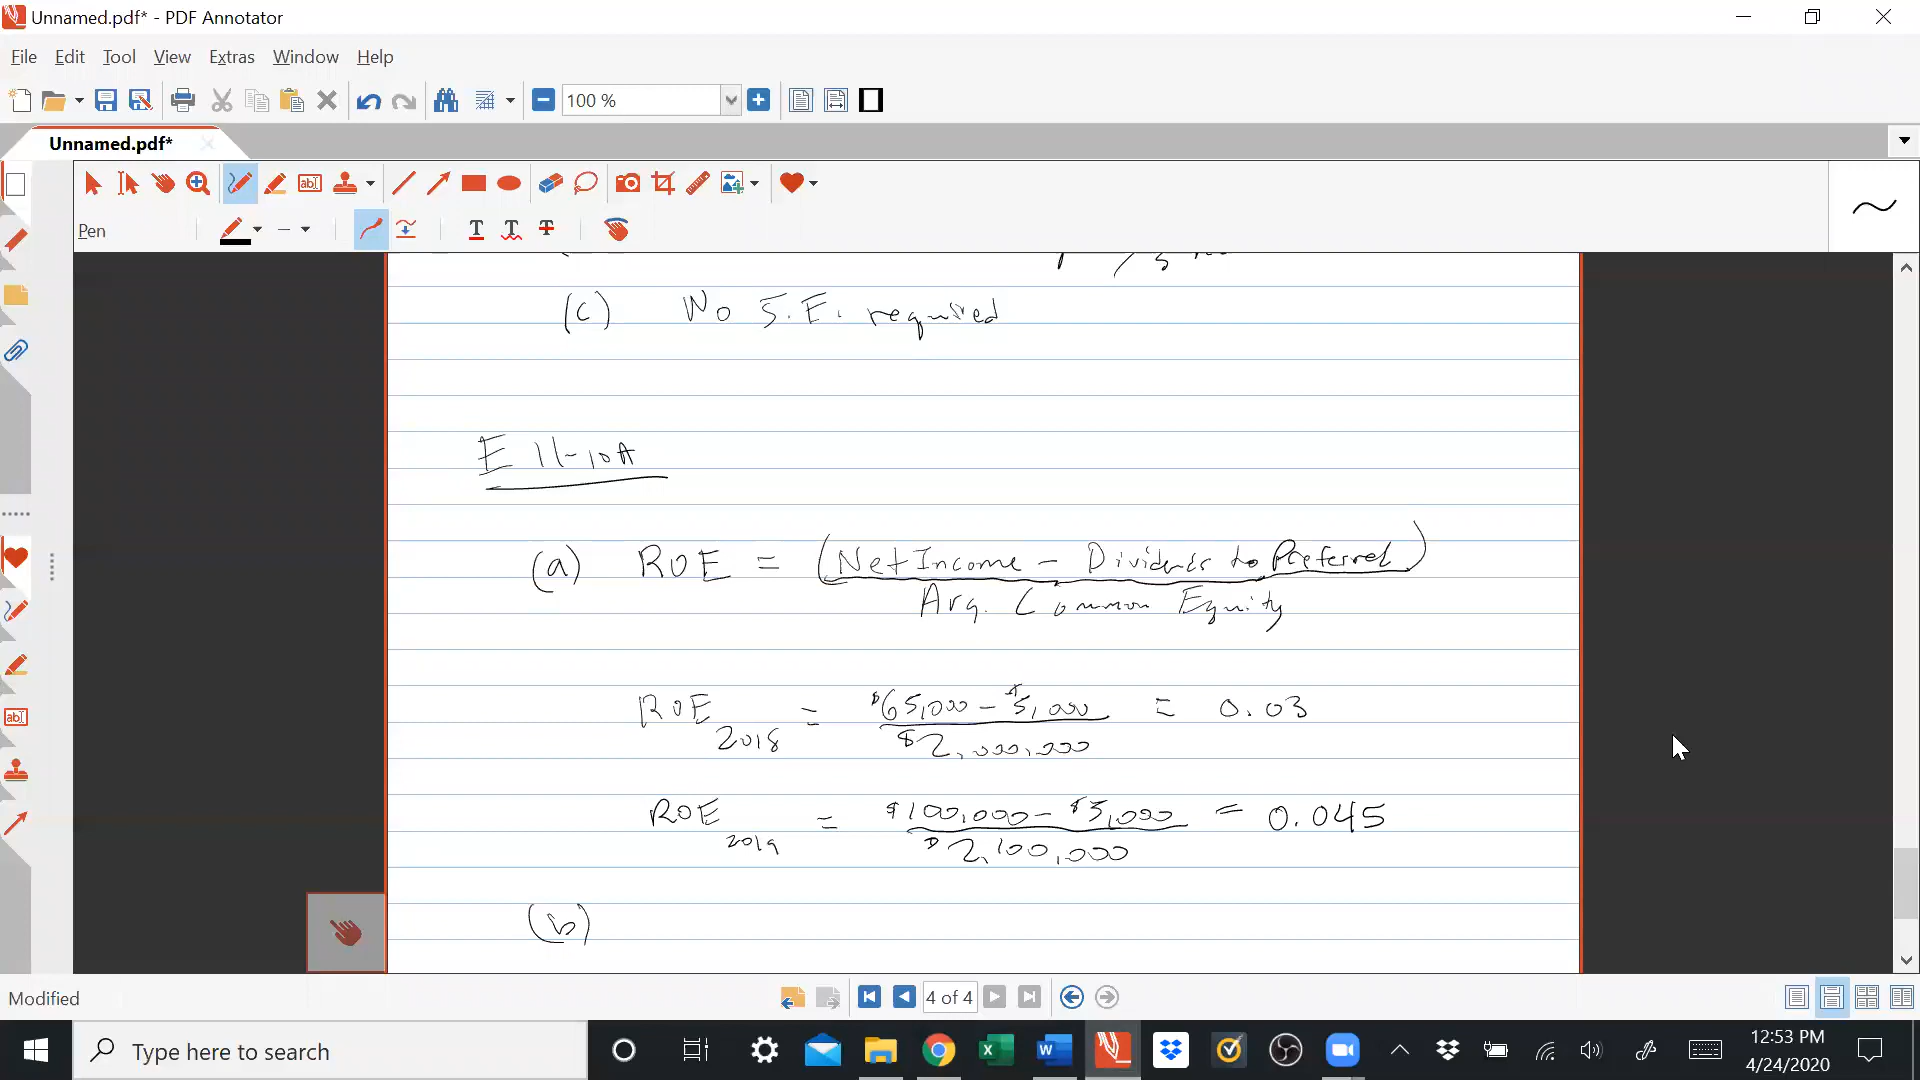 Unnamed.pdf* - PDF Annotator
File Edit Tool View Extras Window Help
100 %
Unnamed.pdf*
Pen
(c) No S.E. required
E 11-10A
(a) ROE = (Net Income - Dividends to Preferred)
Avg. Common Equity
ROE 2018 = $65,000 - $5,000 = 0.03
$2,000,000
ROE 2019 = $100,000 - $5,000 = 0.045
$2,100,000
(b)
Modified
4 of 4
Type here to search
12:53 PM
4/24/2020